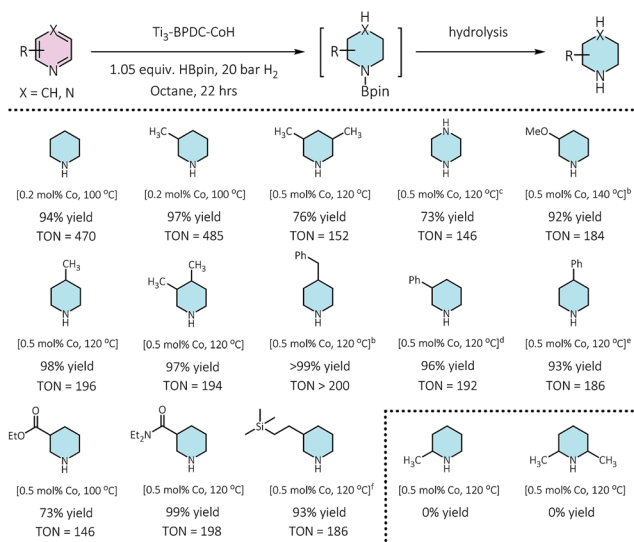 Ti₃-BPDC-CoH
1.05 equiv. HBpin, 20 bar H₂
Octane, 22 hrs
hydrolysis
R
X
N
X = CH, N
R
H
X
N
Bpin
R
H
X
N
H
N
H
H₃C
N
H
H₃C
CH₃
N
H
H
N
N
H
MeO
N
H
[0.2 mol% Co, 100 °C]
[0.2 mol% Co, 100 °C]
[0.5 mol% Co, 120 °C]
[0.5 mol% Co, 120 °C]ᶜ
[0.5 mol% Co, 140 °C]ᵇ
94% yield
97% yield
76% yield
73% yield
92% yield
TON = 470
TON = 485
TON = 152
TON = 146
TON = 184
CH₃
N
H
CH₃
H₃C
N
H
Ph
N
H
Ph
N
H
Ph
N
H
[0.5 mol% Co, 120 °C]
[0.5 mol% Co, 120 °C]
[0.5 mol% Co, 120 °C]ᵇ
[0.5 mol% Co, 120 °C]ᵈ
[0.5 mol% Co, 120 °C]ᵉ
98% yield
97% yield
>99% yield
96% yield
93% yield
TON = 196
TON = 194
TON > 200
TON = 192
TON = 186
O
EtO
N
H
O
Et₂N
N
H
Si
N
H
H₃C
N
H
H₃C
N
H
CH₃
[0.5 mol% Co, 100 °C]
[0.5 mol% Co, 120 °C]
[0.5 mol% Co, 120 °C]ᶠ
[0.5 mol% Co, 120 °C]
[0.5 mol% Co, 120 °C]
73% yield
99% yield
93% yield
0% yield
0% yield
TON = 146
TON = 198
TON = 186